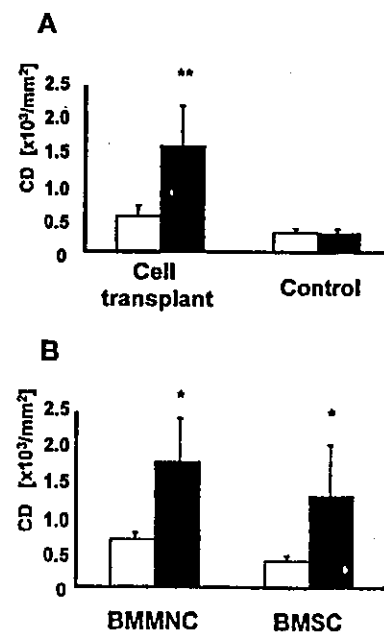 A
CD [x10³/mm²]
2.5
2.0
1.5
1.0
0.5
0
**
Cell
transplant
Control
B
CD [x10³/mm²]
2.5
2.0
1.5
1.0
0.5
0
*
*
BMMNC
BMSC